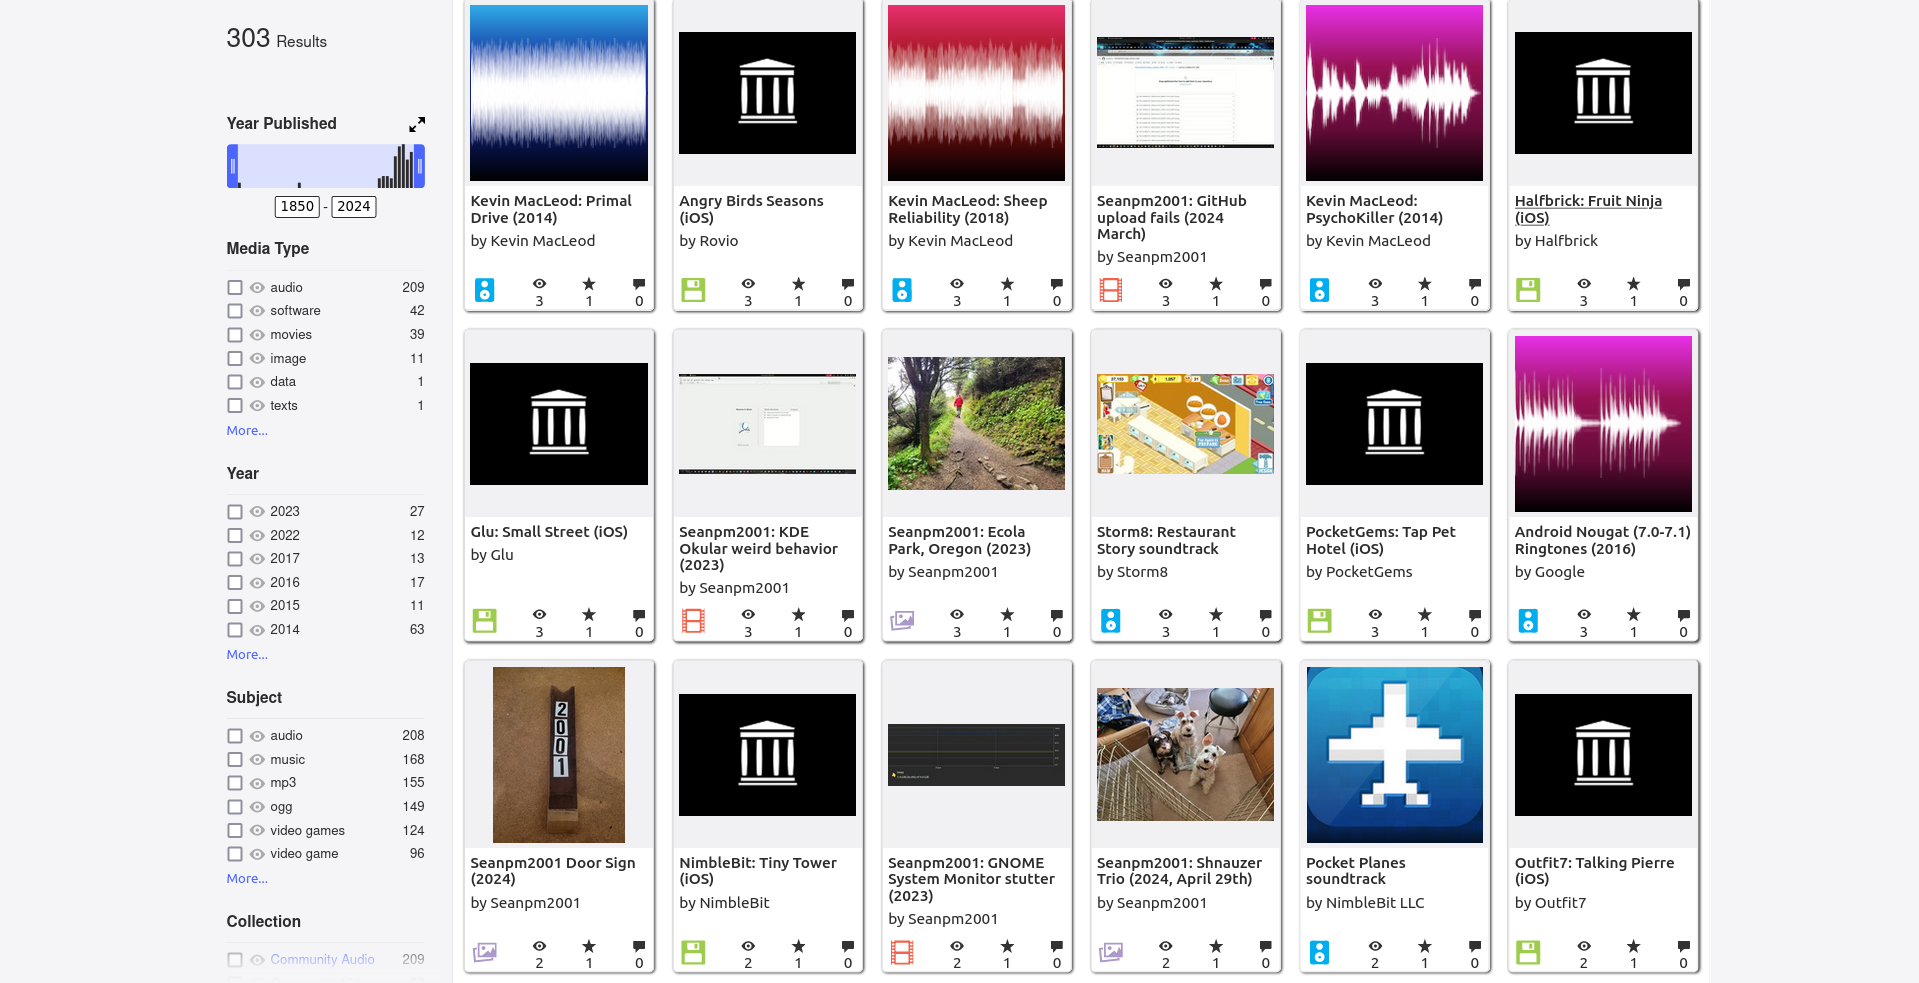 303 Results
Year Published
1850 - 2024
Media Type
audio 209
software 42
movies 39
image 11
data 1
texts 1
More...
Year
2023 27
2022 12
2017 13
2016 17
2015 11
2014 63
More...
Subject
audio 208
music 168
mp3 155
ogg 149
video games 124
video game 96
More...
Collection
Community Audio 209
Kevin MacLeod: Primal
Drive (2014)
by Kevin MacLeod
3 1 0
Angry Birds Seasons
(iOS)
by Rovio
3 1 0
Kevin MacLeod: Sheep
Reliability (2018)
by Kevin MacLeod
3 1 0
Seanpm2001: GitHub
upload fails (2024
March)
by Seanpm2001
3 1 0
Kevin MacLeod:
PsychoKiller (2014)
by Kevin MacLeod
3 1 0
Halfbrick: Fruit Ninja
(iOS)
by Halfbrick
3 1 0
Glu: Small Street (iOS)
by Glu
3 1 0
Seanpm2001: KDE
Okular weird behavior
(2023)
by Seanpm2001
3 1 0
Seanpm2001: Ecola
Park, Oregon (2023)
by Seanpm2001
3 1 0
Storm8: Restaurant
Story soundtrack
by Storm8
3 1 0
PocketGems: Tap Pet
Hotel (iOS)
by PocketGems
3 1 0
Android Nougat (7.0-7.1)
Ringtones (2016)
by Google
3 1 0
2001
Seanpm2001 Door Sign
(2024)
by Seanpm2001
2 1 0
NimbleBit: Tiny Tower
(iOS)
by NimbleBit
2 1 0
Seanpm2001: GNOME
System Monitor stutter
(2023)
by Seanpm2001
2 1 0
Seanpm2001: Shnauzer
Trio (2024, April 29th)
by Seanpm2001
2 1 0
Pocket Planes
soundtrack
by NimbleBit LLC
2 1 0
Outfit7: Talking Pierre
(iOS)
by Outfit7
2 1 0